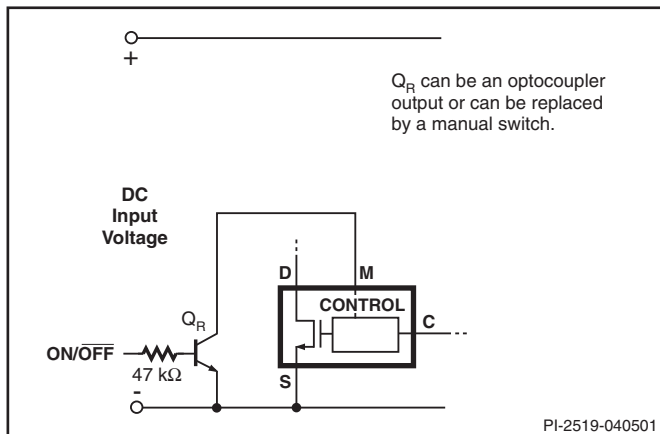 +
Q_R can be an optocoupler
output or can be replaced
by a manual switch.
DC
Input
Voltage
D
M
CONTROL
C
Q_R
ON/O̅F̅F̅
47 kΩ
S
-
PI-2519-040501